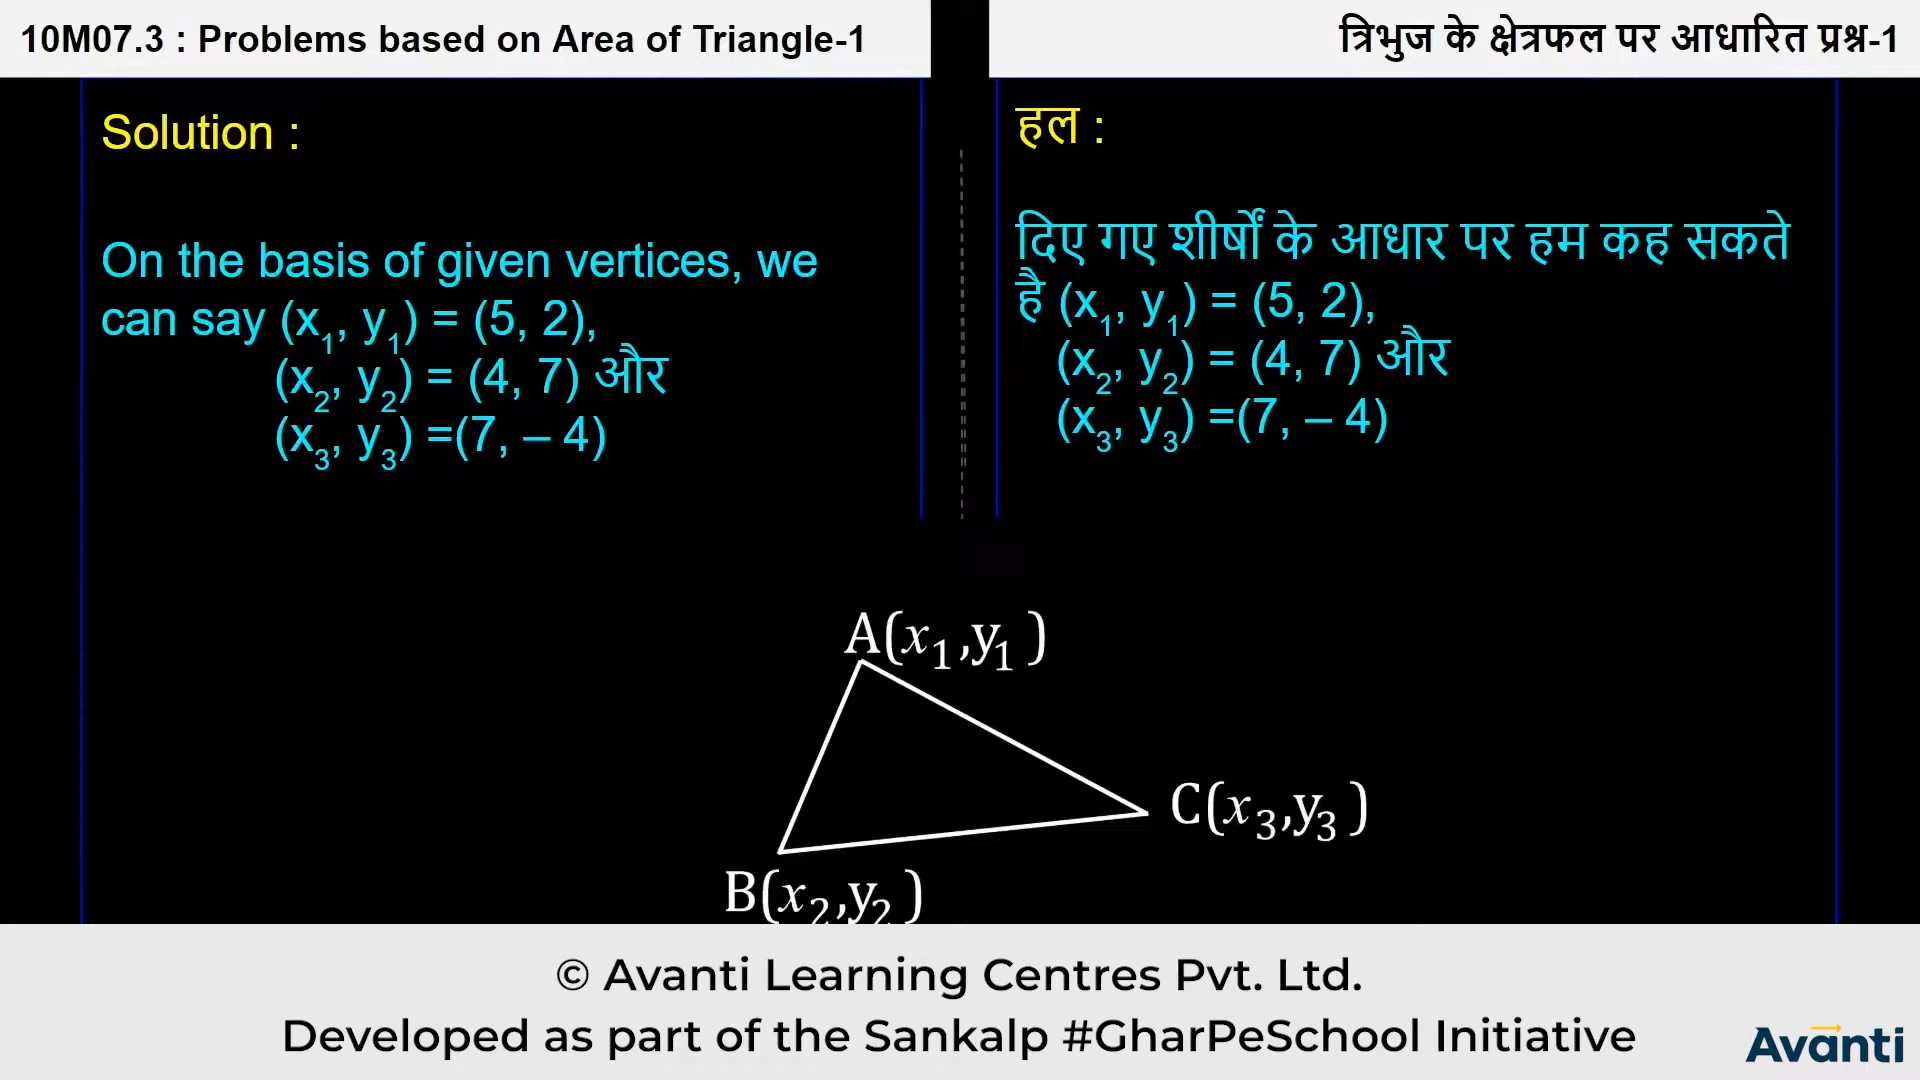 10M07.3 : Problems based on Area of Triangle-1
त्रिभुज के क्षेत्रफल पर आधारित प्रश्न-1
Solution :
On the basis of given vertices, we
can say (x₁, y₁) = (5, 2),
(x₂, y₂) = (4, 7) और
(x₃, y₃) =(7, – 4)
हल :
दिए गए शीर्षों के आधार पर हम कह सकते
है (x₁, y₁) = (5, 2),
(x₂, y₂) = (4, 7) और
(x₃, y₃) =(7, – 4)
A(x₁,y₁ )
C(x₃,y₃ )
B(x₂,y₂ )
© Avanti Learning Centres Pvt. Ltd.
Developed as part of the Sankalp #GharPeSchool Initiative
Avanti